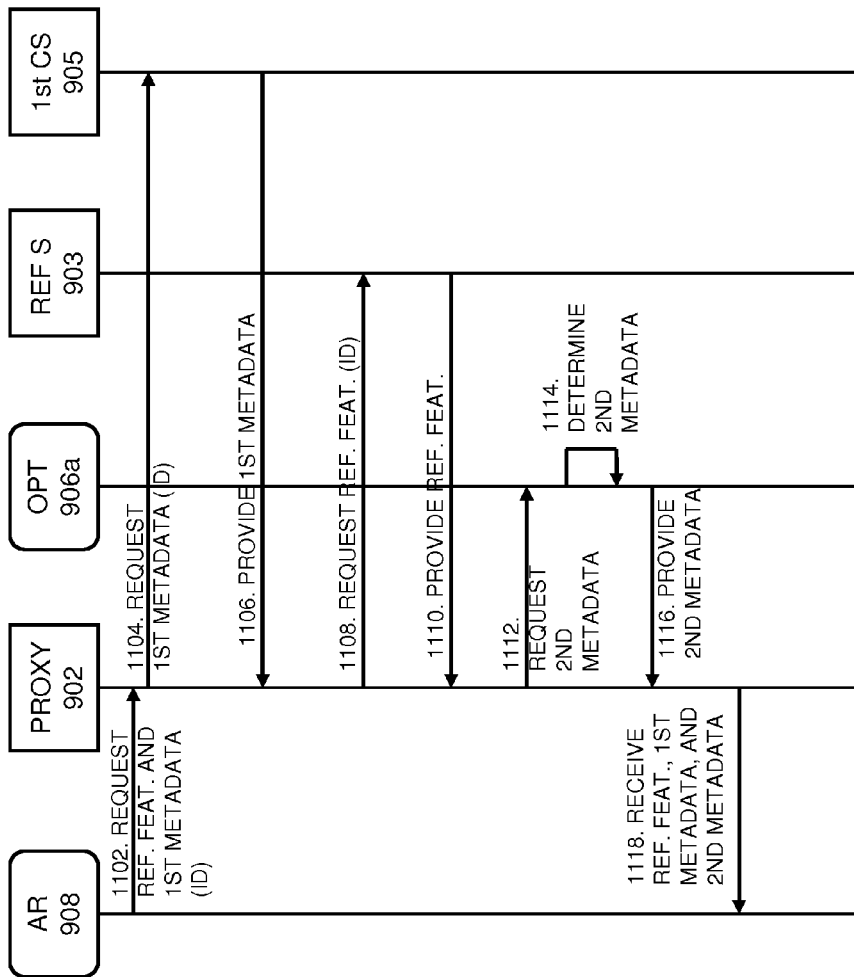 AR
908
PROXY
902
OPT
906a
REF S
903
1st CS
905
1102. REQUEST
REF. FEAT. AND
1ST METADATA
(ID)
1104. REQUEST
1ST METADATA (ID)
1106. PROVIDE 1ST METADATA
1108. REQUEST REF. FEAT. (ID)
1110. PROVIDE REF. FEAT.
1112.
REQUEST
2ND
METADATA
1114.
DETERMINE
2ND
METADATA
1116. PROVIDE
2ND METADATA
1118. RECEIVE
REF. FEAT., 1ST
METADATA, AND
2ND METADATA